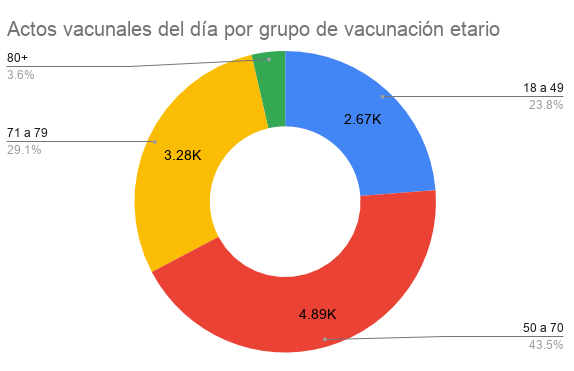 Actos vacunales del día por grupo de vacunación etario
80+
3.6%
18 a 49
23.8%
2.67K
71 a 79
29.1%
3.28K
4.89K
50 a 70
43.5%